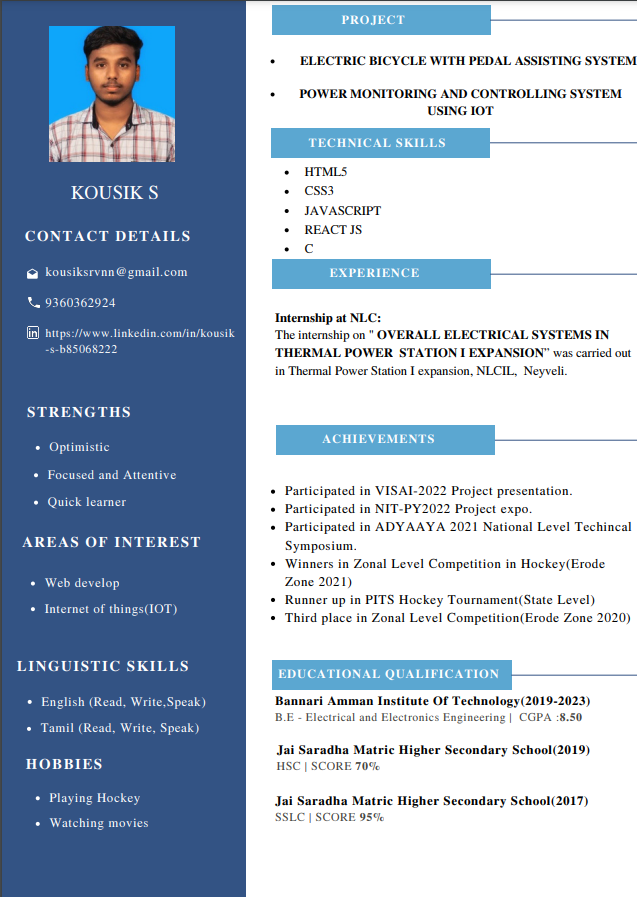 KOUSIK S
CONTACT DETAILS
kousiksrvnn@gmail.com
9360362924
https://www.linkedin.com/in/kousik
-s-b85068222
STRENGTHS
• Optimistic
• Focused and Attentive
• Quick learner
AREAS OF INTEREST
• Web develop
• Internet of things(IOT)
LINGUISTIC SKILLS
• English (Read, Write,Speak)
• Tamil (Read, Write, Speak)
HOBBIES
• Playing Hockey
• Watching movies
PROJECT
• ELECTRIC BICYCLE WITH PEDAL ASSISTING SYSTEM
• POWER MONITORING AND CONTROLLING SYSTEM
USING IOT
TECHNICAL SKILLS
• HTML5
• CSS3
• JAVASCRIPT
• REACT JS
• C
EXPERIENCE
Internship at NLC:
The internship on " OVERALL ELECTRICAL SYSTEMS IN
THERMAL POWER STATION I EXPANSION” was carried out
in Thermal Power Station I expansion, NLCIL, Neyveli.
ACHIEVEMENTS
• Participated in VISAI-2022 Project presentation.
• Participated in NIT-PY2022 Project expo.
• Participated in ADYAAYA 2021 National Level Techincal
Symposium.
• Winners in Zonal Level Competition in Hockey(Erode
Zone 2021)
• Runner up in PITS Hockey Tournament(State Level)
• Third place in Zonal Level Competition(Erode Zone 2020)
EDUCATIONAL QUALIFICATION
Bannari Amman Institute Of Technology(2019-2023)
B.E - Electrical and Electronics Engineering | CGPA :8.50
Jai Saradha Matric Higher Secondary School(2019)
HSC | SCORE 70%
Jai Saradha Matric Higher Secondary School(2017)
SSLC | SCORE 95%